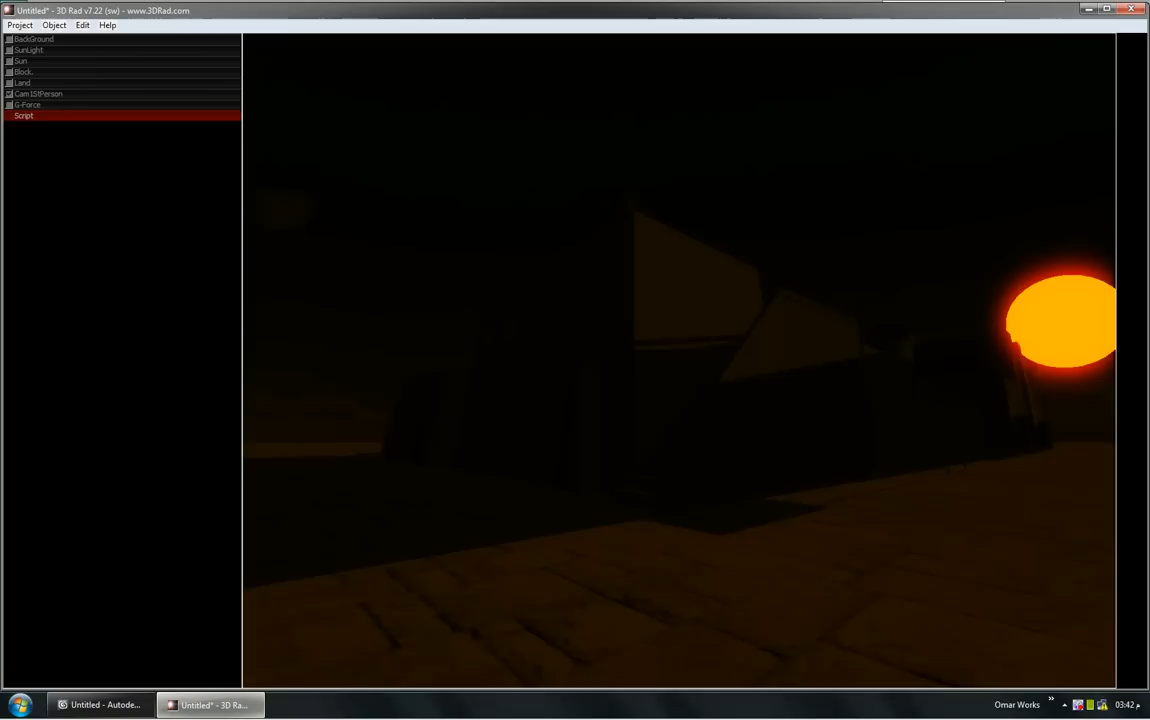 Untitled* - 3D Rad v7.22 (sw) - www.3DRad.com
Project Object Edit Help
BackGround
SunLight
Sun
Block.
Land
Cam1StPerson
G-Force
Script
Untitled - Autode...
Untitled* - 3D Ra...
Omar Works
»
03:42 م